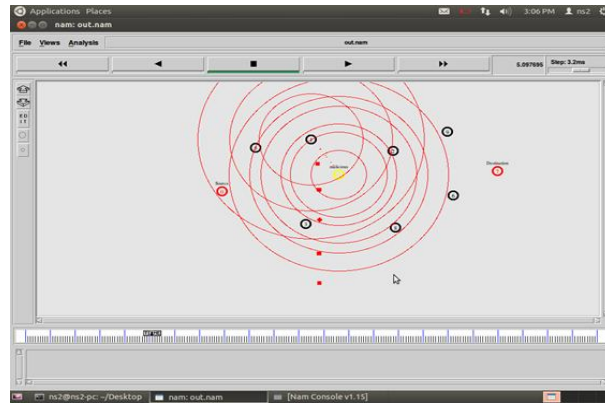 Applications Places 3:06 PM ns2
nam: out.nam
File Views Analysis out.nam
5.097695 Step: 3.2ms
Source
Destination
ns2@ns2-pc: ~/Desktop nam: out.nam [Nam Console v1.15]